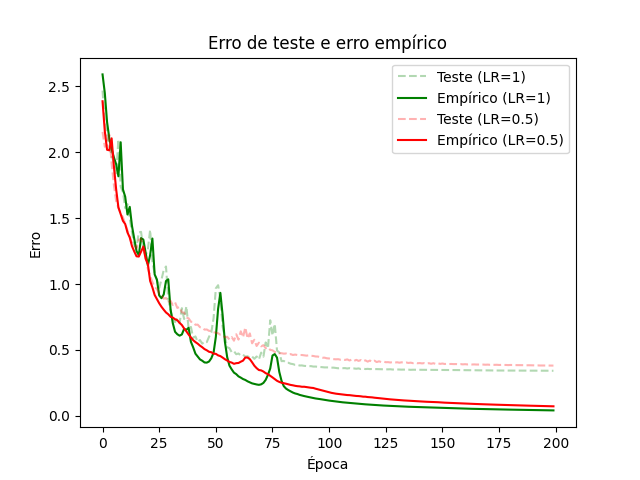 Erro de teste e erro empírico
Teste (LR=1)
Empírico (LR=1)
Teste (LR=0.5)
Empírico (LR=0.5)
Erro
2.5
2.0
1.5
1.0
0.5
0.0
0 25 50 75 100 125 150 175 200
Época